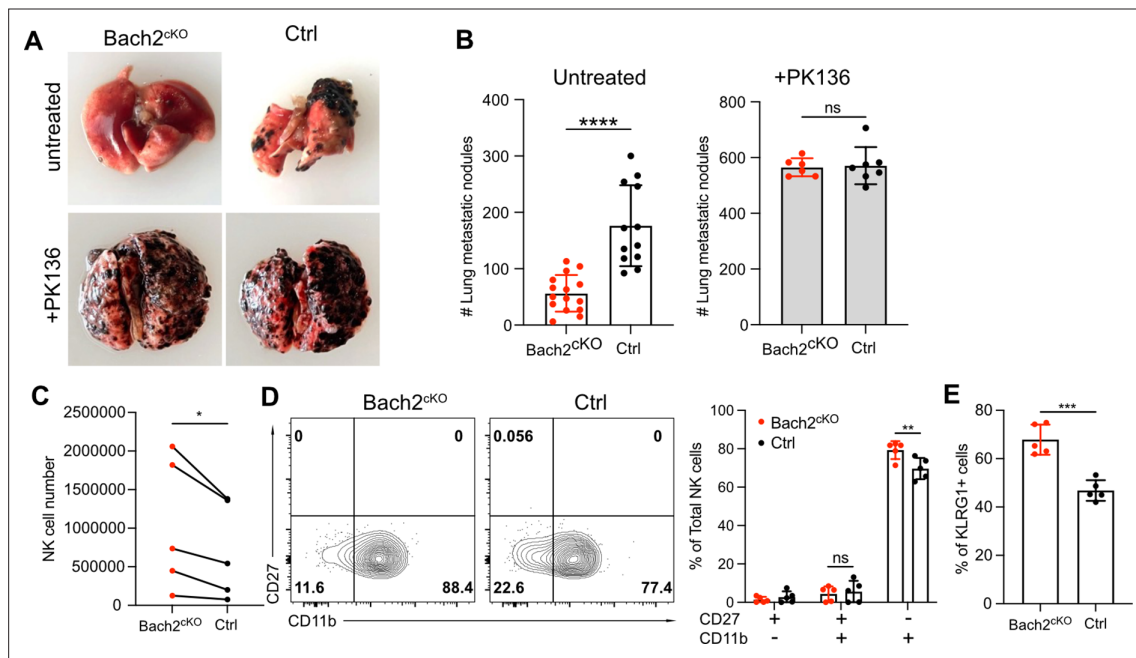 A
Bach2cKO
Ctrl
untreated
+PK136
B
Untreated
# Lung metastatic nodules
400
300
200
100
0
****
Bach2cKO
Ctrl
+PK136
# Lung metastatic nodules
800
600
400
200
0
ns
Bach2cKO
Ctrl
C
NK cell number
2500000
2000000
1500000
1000000
500000
0
*
Bach2cKO
Ctrl
D
Bach2cKO
Ctrl
0
0
11.6
88.4
0.056
0
22.6
77.4
CD27
CD11b
% of Total NK cells
100
80
60
40
20
0
Bach2cKO
Ctrl
ns
**
CD27 + + -
CD11b - + +
E
% of KLRG1+ cells
80
60
40
20
0
***
Bach2cKO
Ctrl